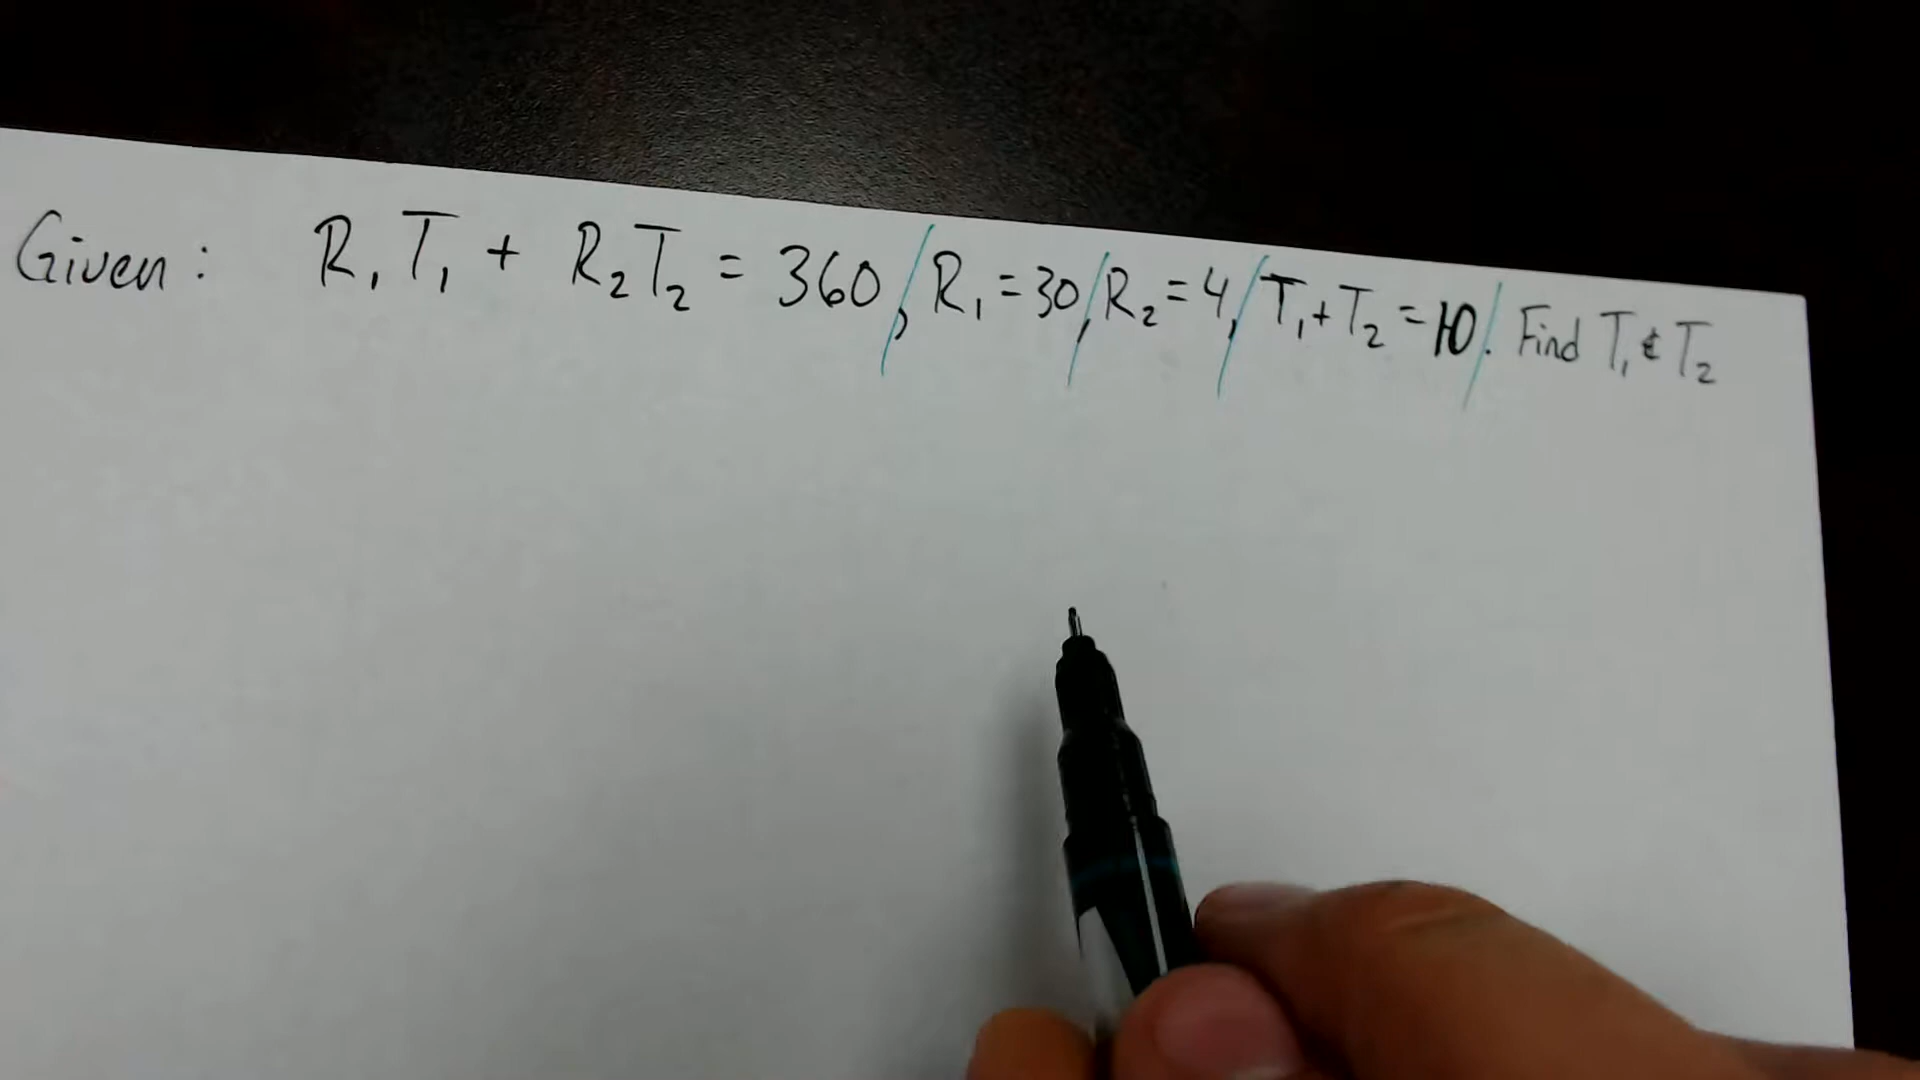 Given: R₁T₁ + R₂T₂ = 360, R₁ = 30, R₂ = 4, T₁ + T₂ = 10. Find T₁ & T₂